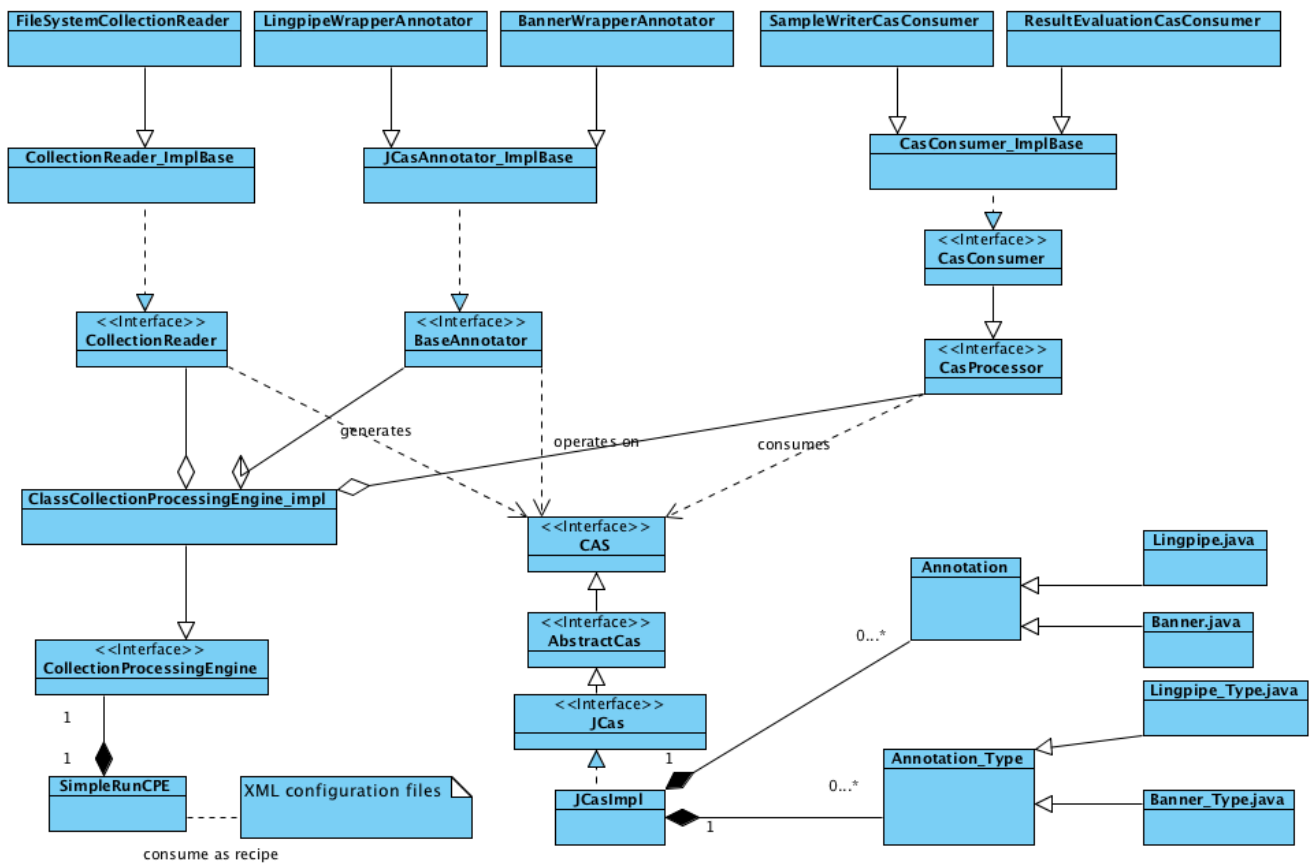 FileSystemCollectionReader
LingpipeWrapperAnnotator
BannerWrapperAnnotator
SampleWriterCasConsumer
ResultEvaluationCasConsumer
CollectionReader_ImplBase
JCasAnnotator_ImplBase
CasConsumer_ImplBase
<<Interface>>
CasConsumer
<<Interface>>
CollectionReader
<<Interface>>
BaseAnnotator
<<Interface>>
CasProcessor
generates
operates on
consumes
ClassCollectionProcessingEngine_impl
<<Interface>>
CAS
Annotation
Lingpipe.java
<<Interface>>
AbstractCas
0...*
Banner.java
<<Interface>>
CollectionProcessingEngine
Lingpipe_Type.java
<<Interface>>
JCas
1
1
1
Annotation_Type
SimpleRunCPE
XML configuration files
JCasImpl
0...*
Banner_Type.java
1
consume as recipe